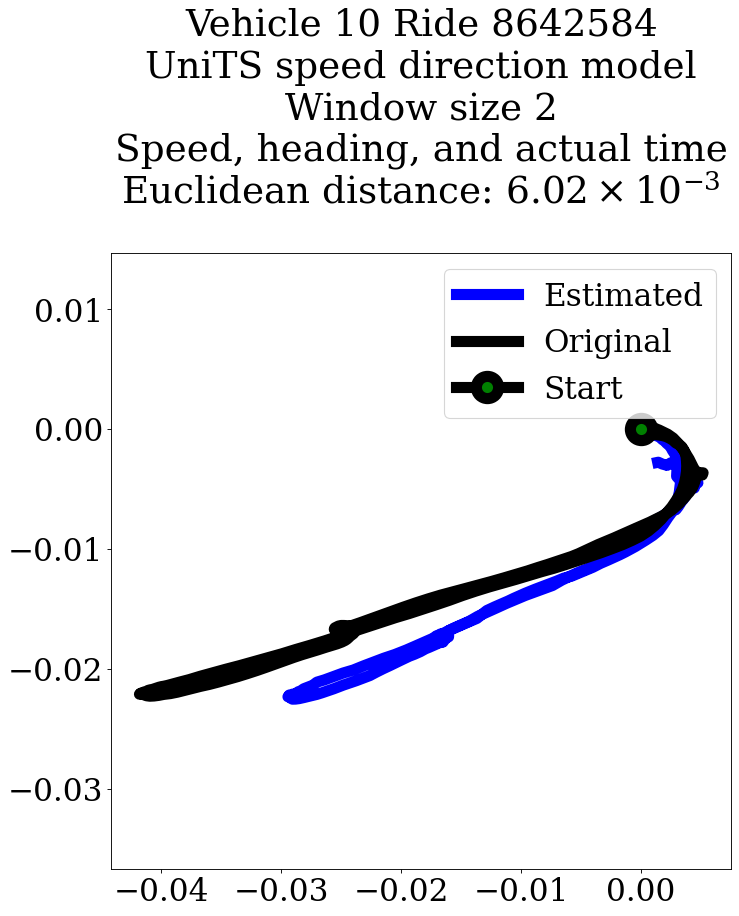 Vehicle 10 Ride 8642584
UniTS speed direction model
Window size 2
Speed, heading, and actual time
Euclidean distance: 6.02 × 10⁻³
Estimated
Original
Start
0.01
0.00
−0.01
−0.02
−0.03
−0.04 −0.03 −0.02 −0.01 0.00